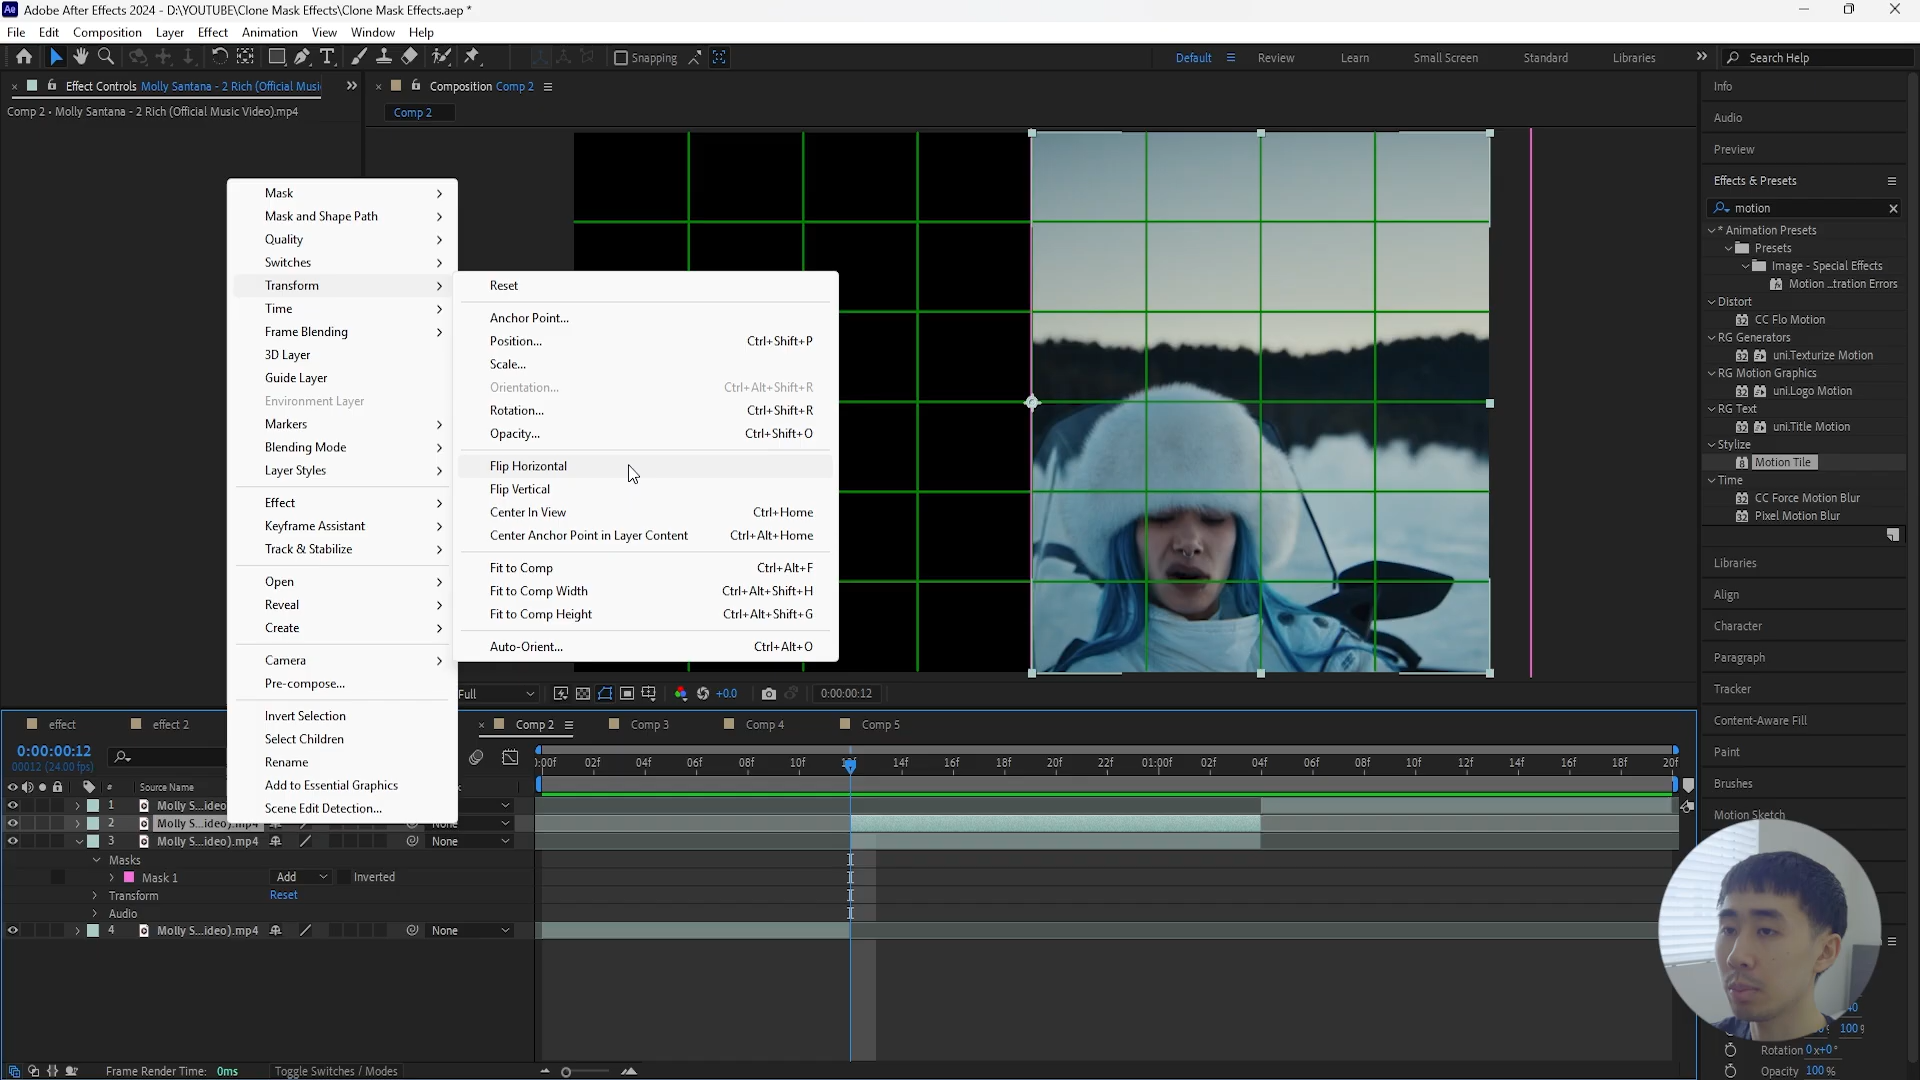 Adobe After Effects 2024 - D:\YOUTUBE\Clone Mask Effects\Clone Mask Effects.aep *
File Edit Composition Layer Effect Animation View Window Help
Snapping
Default Review Learn Small Screen Standard Libraries Search Help
Effect Controls Molly Santana - 2 Rich (Official Musi
Composition Comp 2
Comp 2 • Molly Santana - 2 Rich (Official Music Video).mp4
Comp 2
Mask
Mask and Shape Path
Quality
Switches
Transform
Time
Frame Blending
3D Layer
Guide Layer
Environment Layer
Markers
Blending Mode
Layer Styles
Effect
Keyframe Assistant
Track & Stabilize
Open
Reveal
Create
Camera
Pre-compose...
Invert Selection
Select Children
Rename
Add to Essential Graphics
Scene Edit Detection...
Reset
Anchor Point...
Position... Ctrl+Shift+P
Scale...
Orientation... Ctrl+Alt+Shift+R
Rotation... Ctrl+Shift+R
Opacity... Ctrl+Shift+O
Flip Horizontal
Flip Vertical
Center In View Ctrl+Home
Center Anchor Point in Layer Content Ctrl+Alt+Home
Fit to Comp Ctrl+Alt+F
Fit to Comp Width Ctrl+Alt+Shift+H
Fit to Comp Height Ctrl+Alt+Shift+G
Auto-Orient... Ctrl+Alt+O
Info
Audio
Preview
Effects & Presets
motion
* Animation Presets
Presets
Image - Special Effects
Motion ...tration Errors
Distort
CC Flo Motion
RG Generators
uni.Texturize Motion
RG Motion Graphics
uni.Logo Motion
RG Text
uni.Title Motion
Stylize
Motion Tile
Time
CC Force Motion Blur
Pixel Motion Blur
Libraries
Align
Character
Paragraph
Tracker
Content-Aware Fill
Paint
Brushes
Motion Sketch
100 %
Rotation 0 x+0 °
Opacity 100 %
Full +0.0 0:00:00:12
effect effect 2 Comp 2 Comp 3 Comp 4 Comp 5
0:00:00:12
00012 (24.00 fps)
:00f 02f 04f 06f 08f 10f 12f 14f 16f 18f 20f 22f 01:00f 02f 04f 06f 08f 10f 12f 14f 16f 18f 20f
# Source Name
1 Molly S...ideo
2 Molly S...ideo).mp4 None
3 Molly S...ideo).mp4 None
Masks
Mask 1 Add Inverted
Transform Reset
Audio
4 Molly S...ideo).mp4 None
Frame Render Time: 0ms Toggle Switches / Modes